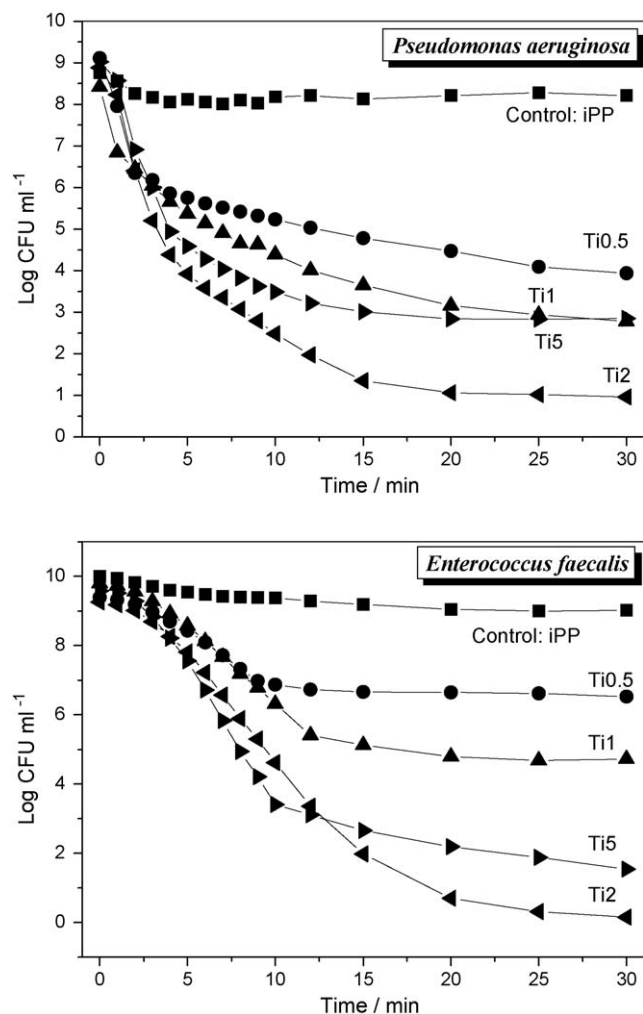 Pseudomonas aeruginosa
10
9
8
7
6
5
4
3
2
1
0
Log CFU ml -1
Control: iPP
Ti0.5
Ti1
Ti5
Ti2
0 5 10 15 20 25 30
Time / min
Enterococcus faecalis
10
8
6
4
2
0
Log CFU ml -1
Control: iPP
Ti0.5
Ti1
Ti5
Ti2
0 5 10 15 20 25 30
Time / min